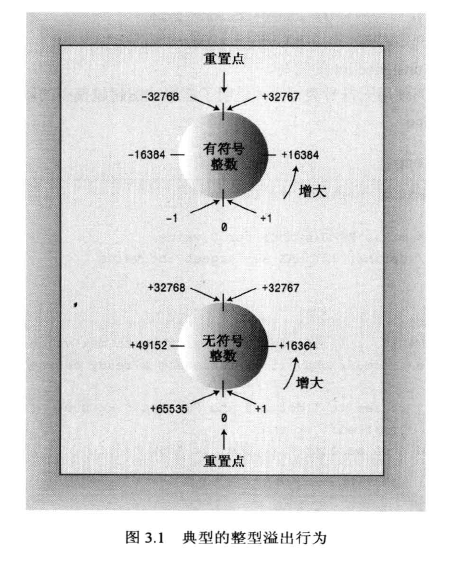 重置点
-32768 +32767
-16384 有符号 整数 +16384
增大
-1 +1
0
+32768 +32767
+49152 无符号 整数 +16364
增大
+65535 +1
0
重置点
图 3.1 典型的整型溢出行为